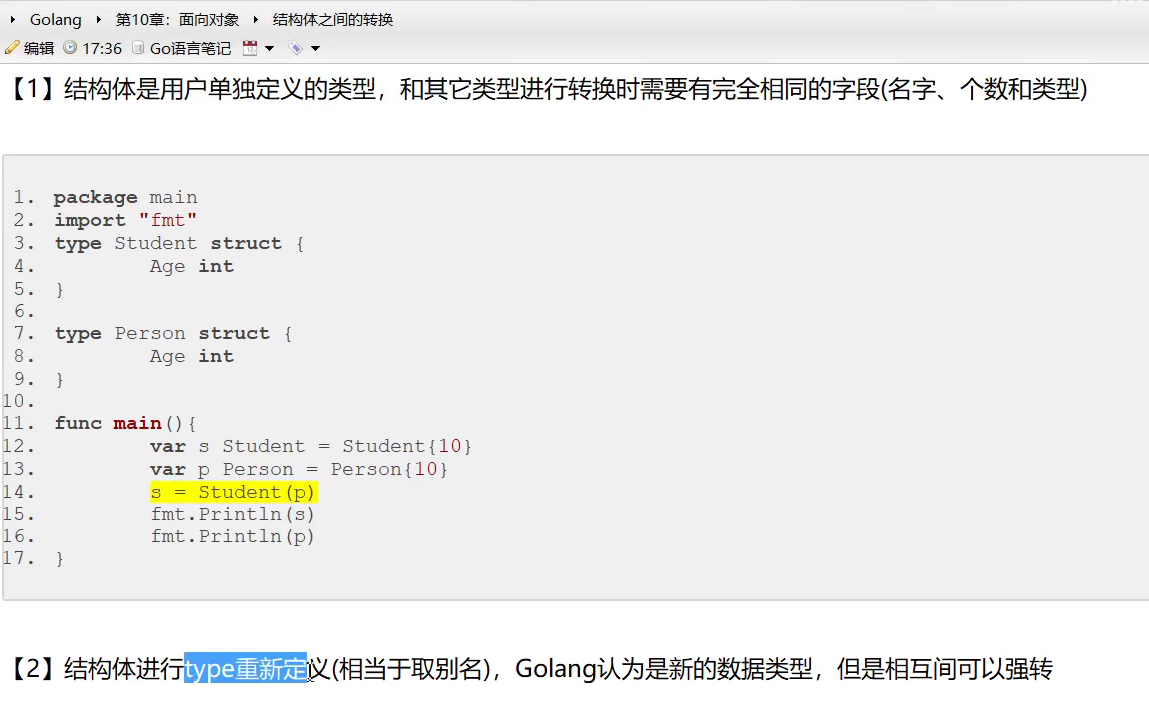 Golang 第10章：面向对象 结构体之间的转换
编辑 17:36 Go语言笔记
【1】结构体是用户单独定义的类型，和其它类型进行转换时需要有完全相同的字段(名字、个数和类型)
1. package main
2. import "fmt"
3. type Student struct {
4. Age int
5. }
6.
7. type Person struct {
8. Age int
9. }
10.
11. func main(){
12. var s Student = Student{10}
13. var p Person = Person{10}
14. s = Student(p)
15. fmt.Println(s)
16. fmt.Println(p)
17. }
【2】结构体进行type重新定义(相当于取别名)，Golang认为是新的数据类型，但是相互间可以强转